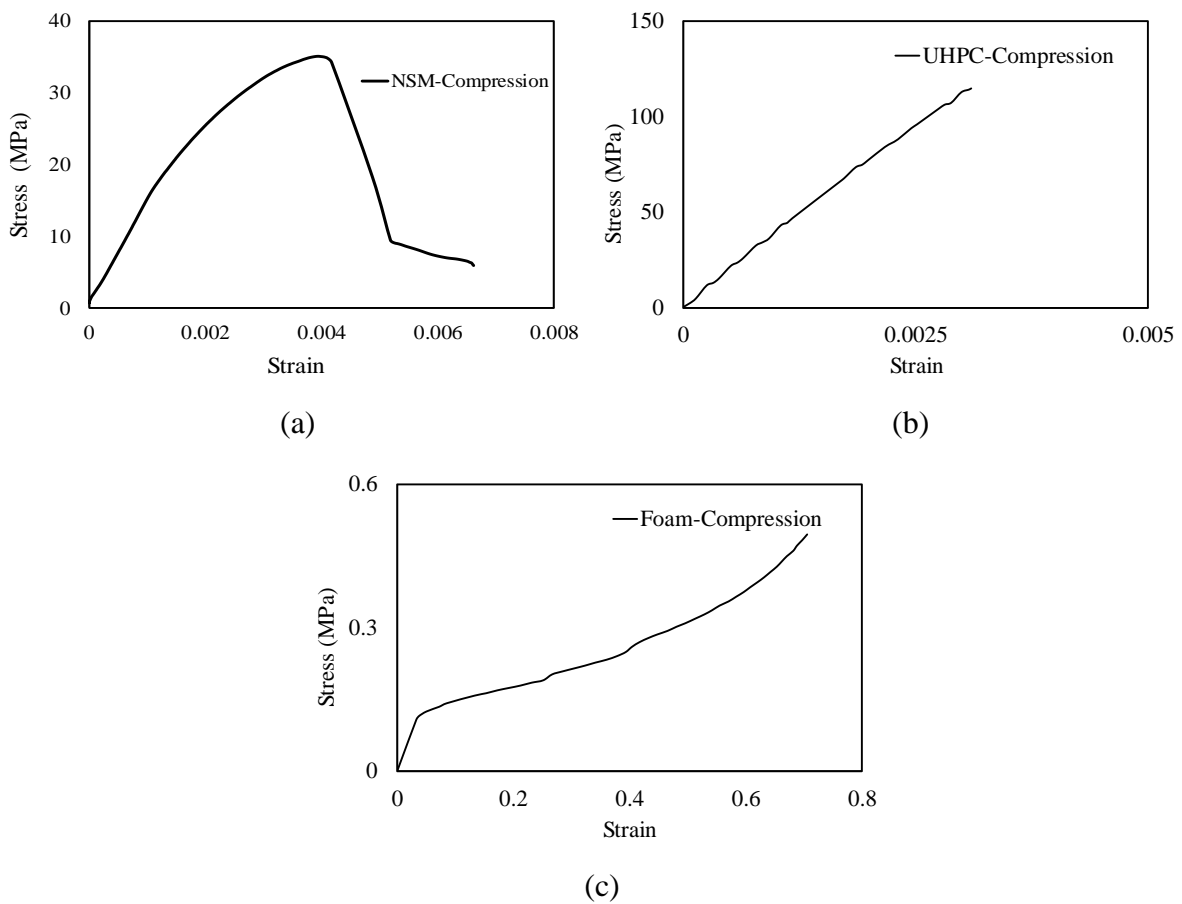 40
30
20
10
0
Stress (MPa)
NSM-Compression
0 0.002 0.004 0.006 0.008
Strain
(a)
150
100
50
0
Stress (MPa)
UHPC-Compression
0 0.0025 0.005
Strain
(b)
0.6
0.3
0
Stress (MPa)
Foam-Compression
0 0.2 0.4 0.6 0.8
Strain
(c)